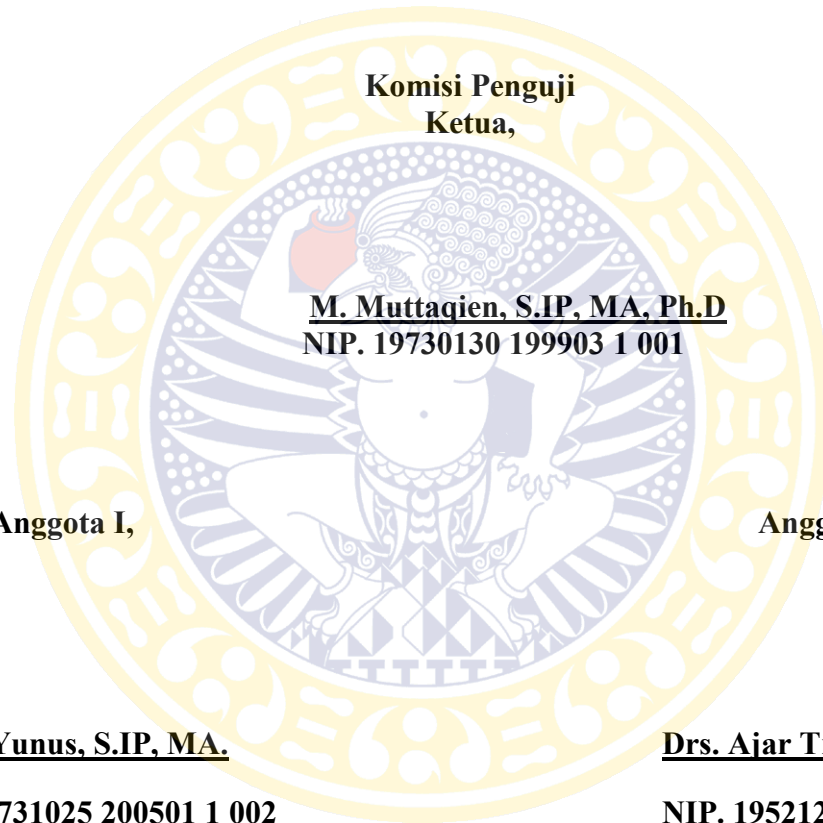 Komisi Penguji
Ketua,
M. Muttaqien, S.IP, MA, Ph.D
NIP. 19730130 199903 1 001
Anggota I,
Yunus, S.IP, MA.
Drs. Ajar
731025 200501 1 002
NIP. 195212